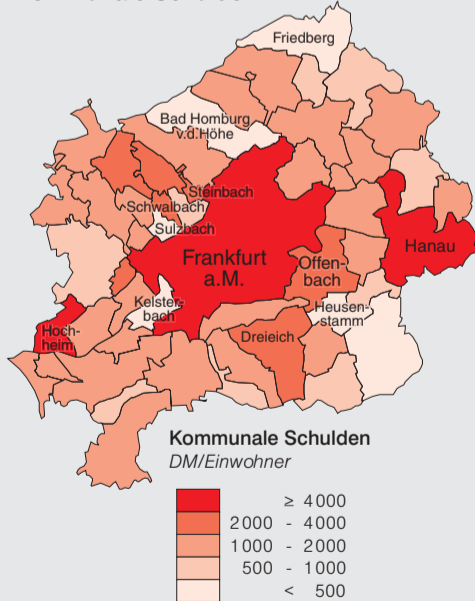 Friedberg
Bad Homburg
v.d.Höhe
Steinbach
Schwalbach
Sulzbach
Frankfurt
a.M.
Hanau
Offen-
bach
Kelster-
bach
Heusen-
stamm
Hoch-
heim
Dreieich
Kommunale Schulden
DM/Einwohner
≥ 4000
2000 - 4000
1000 - 2000
500 - 1000
< 500